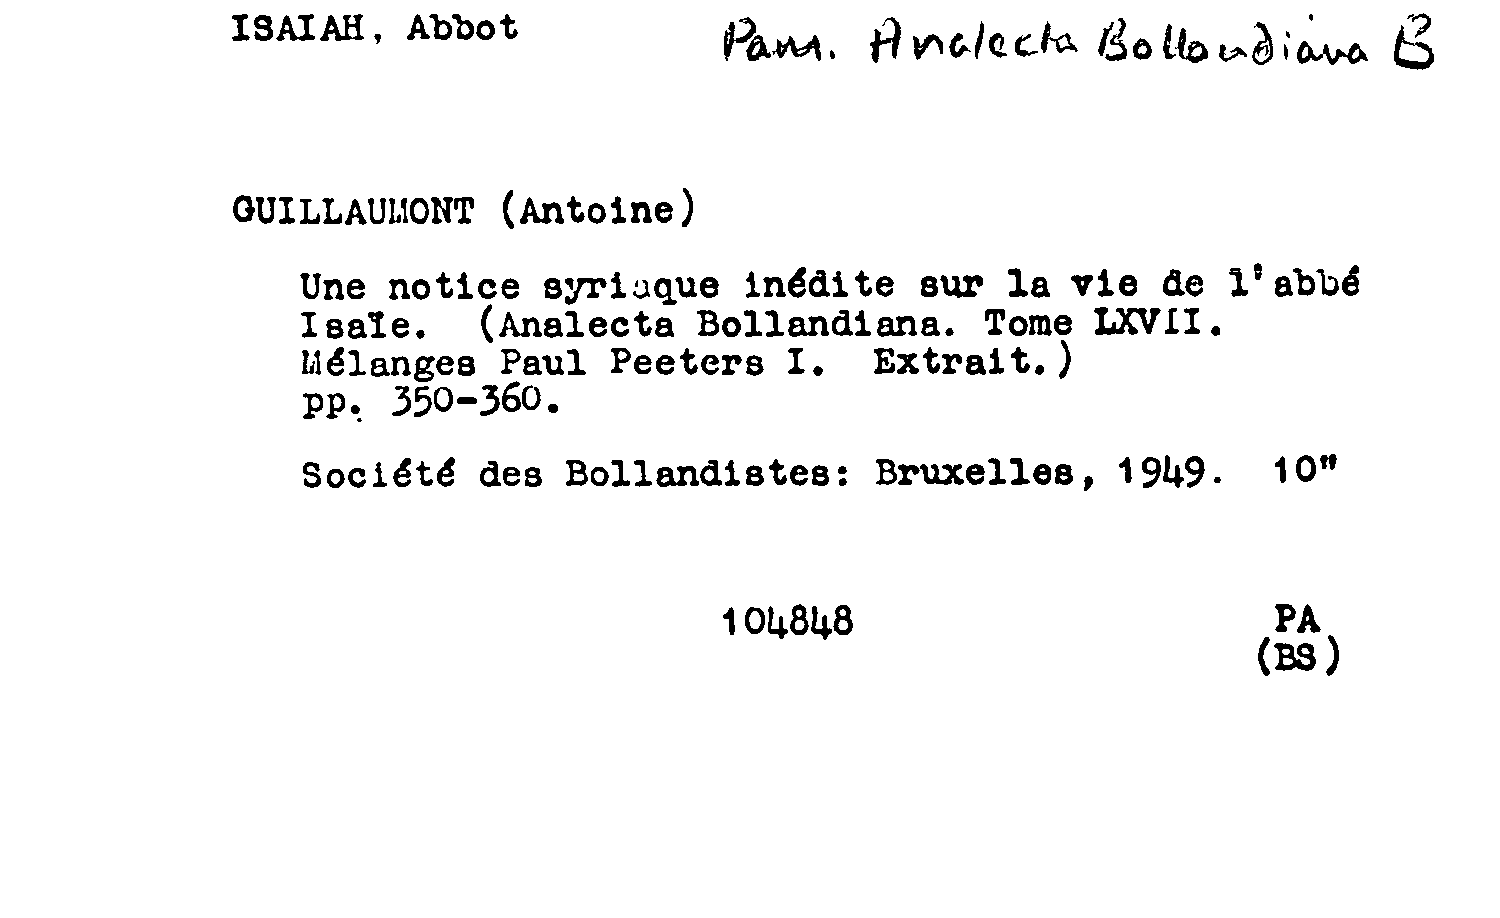 ISAIAH, Abbot
Pam. Analecta Bollandiana B
GUILLAUMONT (Antoine)
Une notice syriaque inédite sur la vie de l'abbé
Isaïe. (Analecta Bollandiana. Tome LXVII.
Mélanges Paul Peeters I. Extrait.)
pp. 350-360.
Société des Bollandistes: Bruxelles, 1949. 10"
104848
PA
(BS)